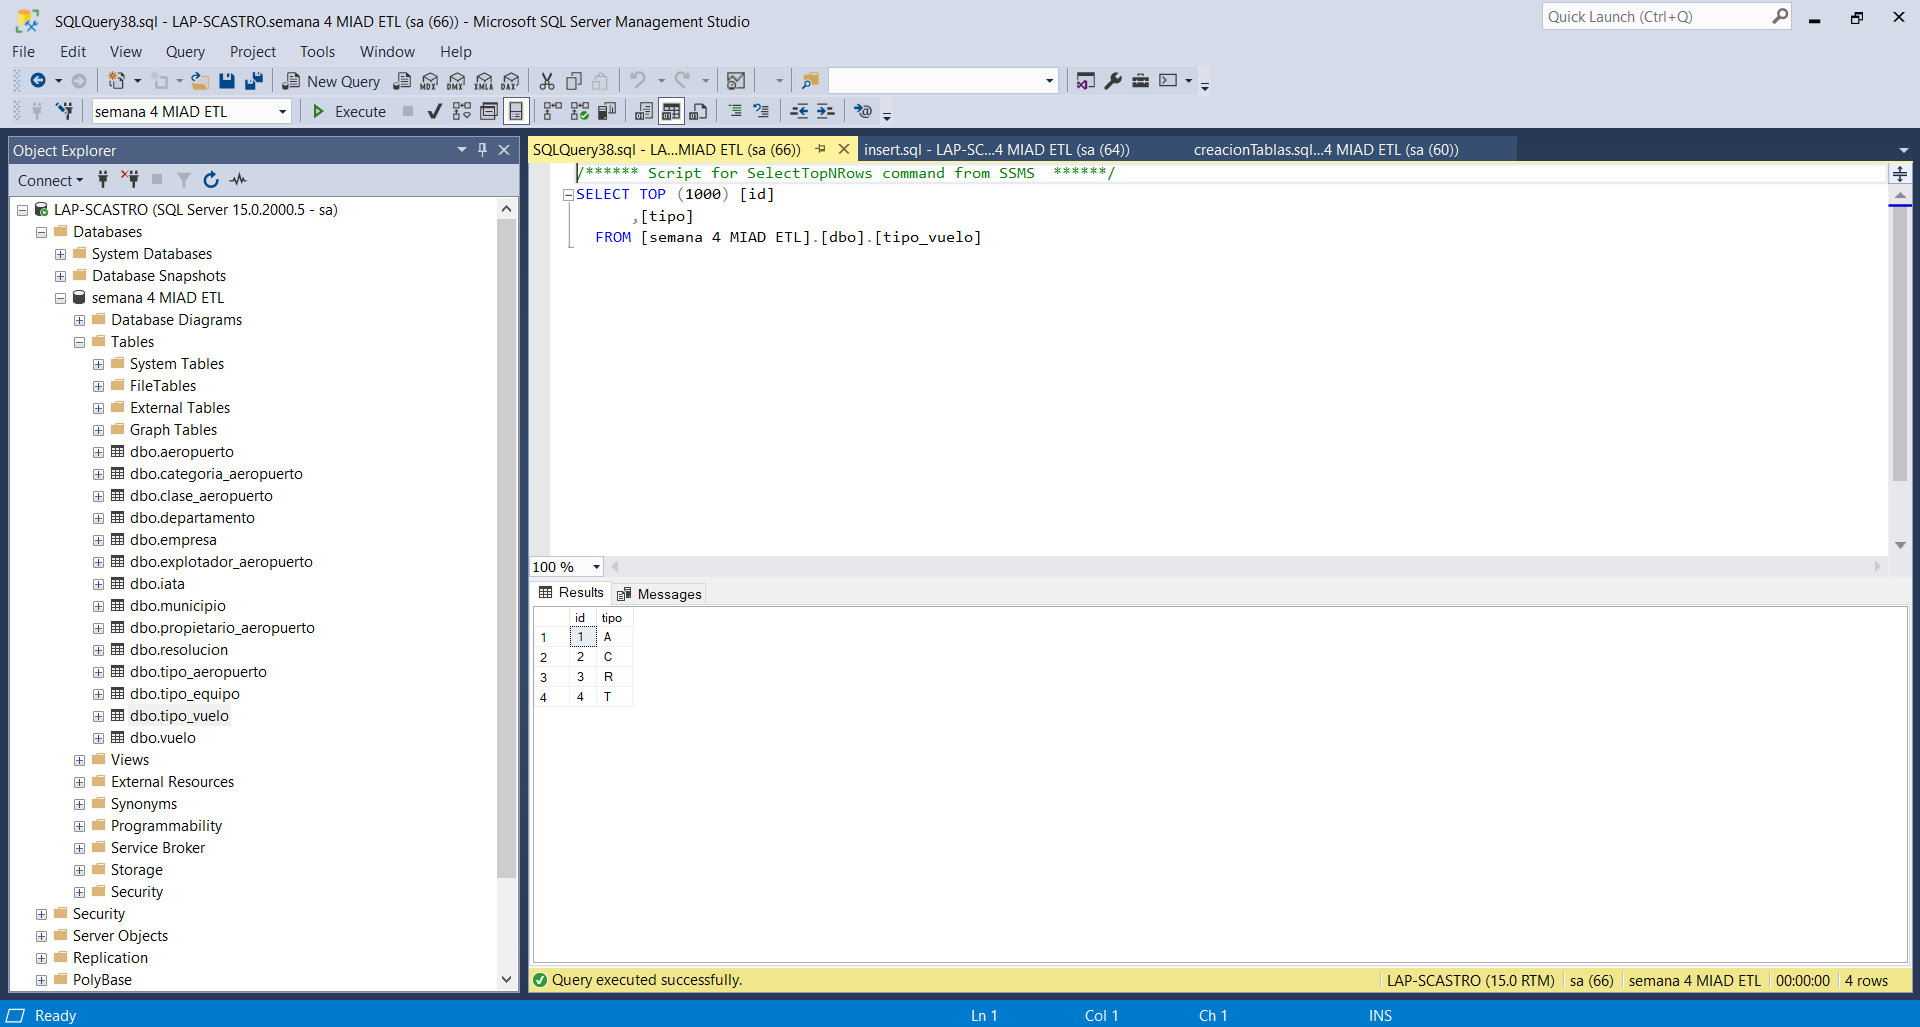 SQLQuery38.sql - LAP-SCASTRO.semana 4 MIAD ETL (sa (66)) - Microsoft SQL Server Management Studio
Quick Launch (Ctrl+Q)
File Edit View Query Project Tools Window Help
New Query MDX DMX XMLA DAX
semana 4 MIAD ETL Execute
Object Explorer
Connect
LAP-SCASTRO (SQL Server 15.0.2000.5 - sa)
Databases
System Databases
Database Snapshots
semana 4 MIAD ETL
Database Diagrams
Tables
System Tables
FileTables
External Tables
Graph Tables
dbo.aeropuerto
dbo.categoria_aeropuerto
dbo.clase_aeropuerto
dbo.departamento
dbo.empresa
dbo.explotador_aeropuerto
dbo.iata
dbo.municipio
dbo.propietario_aeropuerto
dbo.resolucion
dbo.tipo_aeropuerto
dbo.tipo_equipo
dbo.tipo_vuelo
dbo.vuelo
Views
External Resources
Synonyms
Programmability
Service Broker
Storage
Security
Security
Server Objects
Replication
PolyBase
SQLQuery38.sql - LA...MIAD ETL (sa (66)) insert.sql - LAP-SC...4 MIAD ETL (sa (64)) creacionTablas.sql...4 MIAD ETL (sa (60))
/****** Script for SelectTopNRows command from SSMS  ******/
SELECT TOP (1000) [id]
,[tipo]
FROM [semana 4 MIAD ETL].[dbo].[tipo_vuelo]
100 %
Results Messages
id tipo
1 1 A
2 2 C
3 3 R
4 4 T
Query executed successfully. LAP-SCASTRO (15.0 RTM) sa (66) semana 4 MIAD ETL 00:00:00 4 rows
Ready Ln 1 Col 1 Ch 1 INS